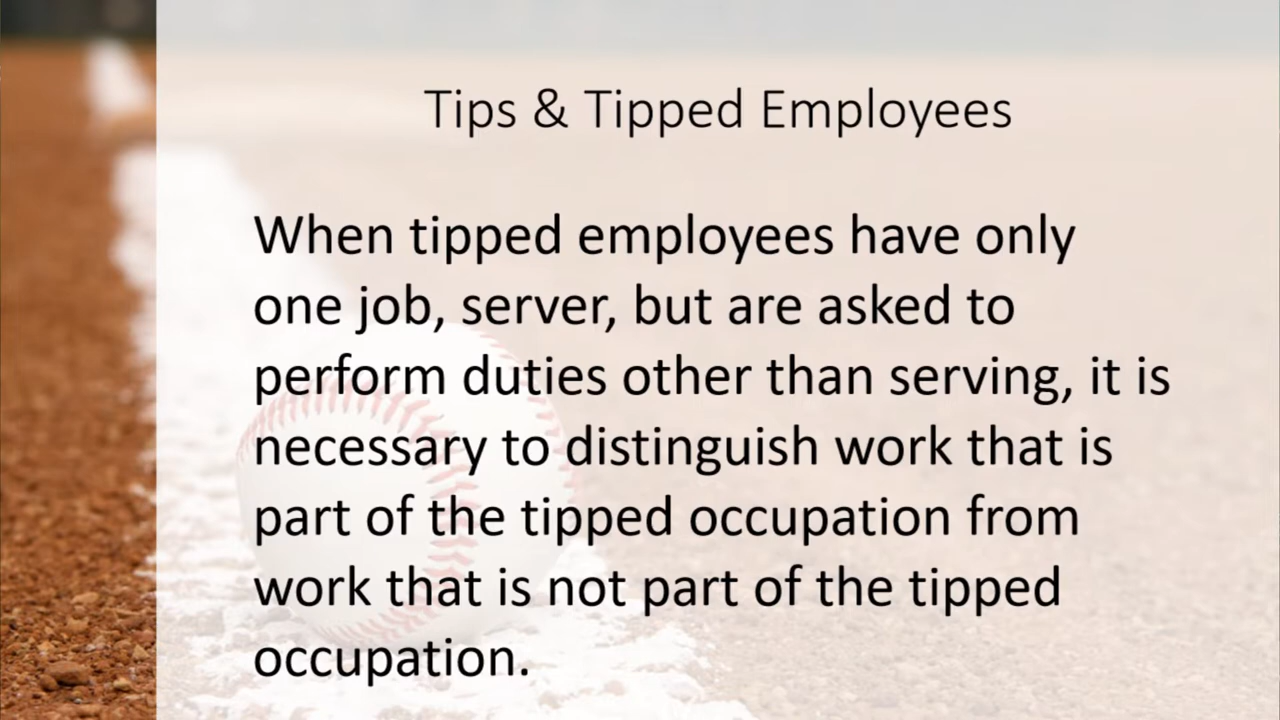 Tips & Tipped Employees
When tipped employees have only
one job, server, but are asked to
perform duties other than serving, it is
necessary to distinguish work that is
part of the tipped occupation from
work that is not part of the tipped
occupation.